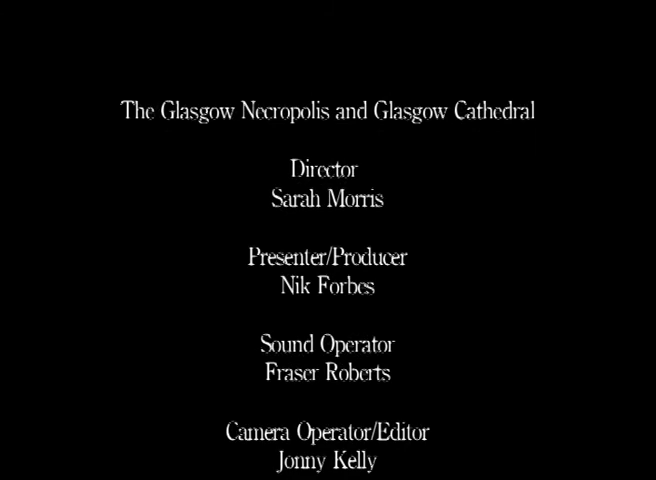 The Glasgow Necropolis and Glasgow Cathedral
Director
Sarah Morris
Presenter/Producer
Nik Forbes
Sound Operator
Fraser Roberts
Camera Operator/Editor
Jonny Kelly